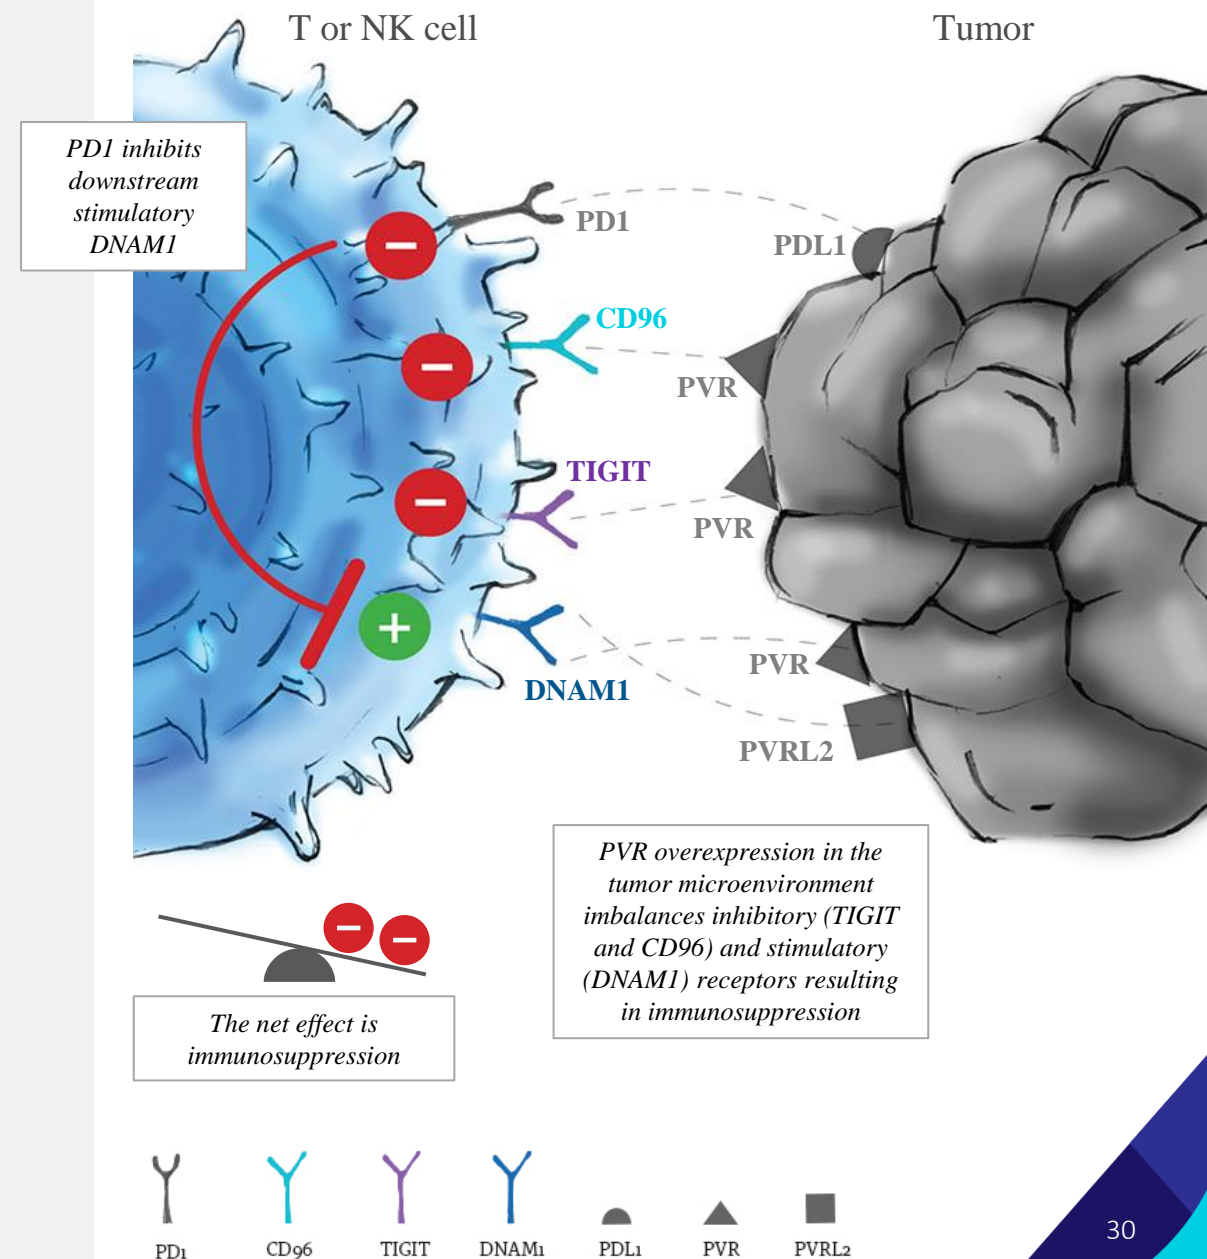 T or NK cell
Tumor
PD1 inhibits
downstream
stimulatory
DNAM1
PD1
PDL1
CD96
PVR
TIGIT
PVR
PVR
DNAM1
PVRL2
PVR overexpression in the
tumor microenvironment
imbalances inhibitory (TIGIT
and CD96) and stimulatory
(DNAM1) receptors resulting
in immunosuppression
The net effect is
immunosuppression
PD1
CD96
TIGIT
DNAM1
PDL1
PVR
PVRL2
30